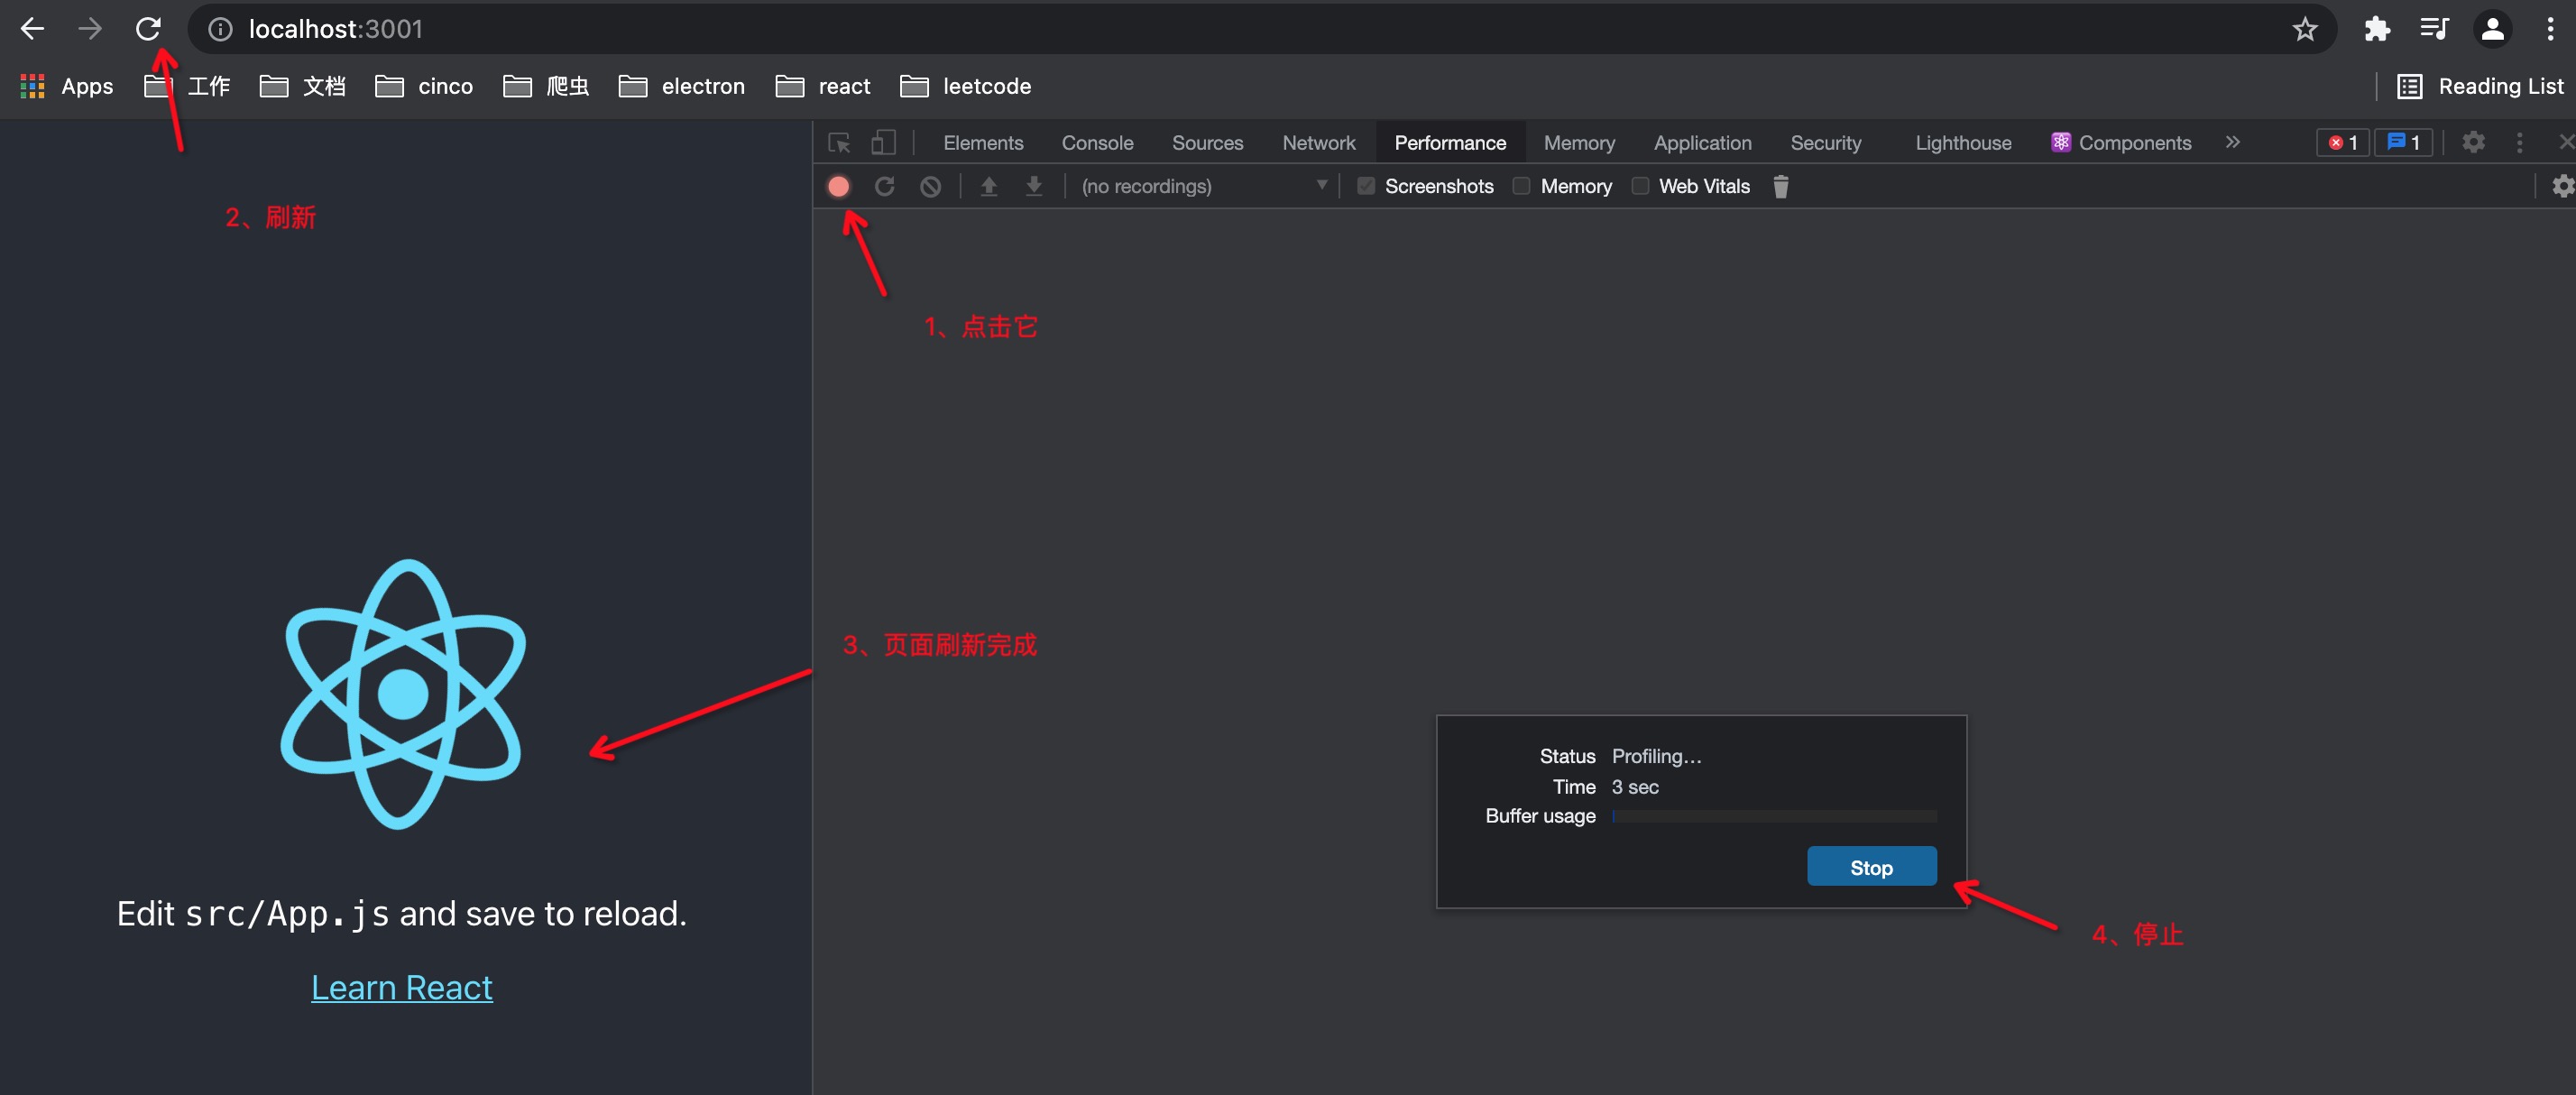 localhost:3001
Apps 工作 文档 cinco 爬虫 electron react leetcode Reading List
Elements Console Sources Network Performance Memory Application Security Lighthouse Components 1 1
(no recordings) Screenshots Memory Web Vitals
2、刷新
1、点击它
3、页面刷新完成
Status Profiling...
Time 3 sec
Buffer usage
Stop
4、停止
Edit src/App.js and save to reload.
Learn React